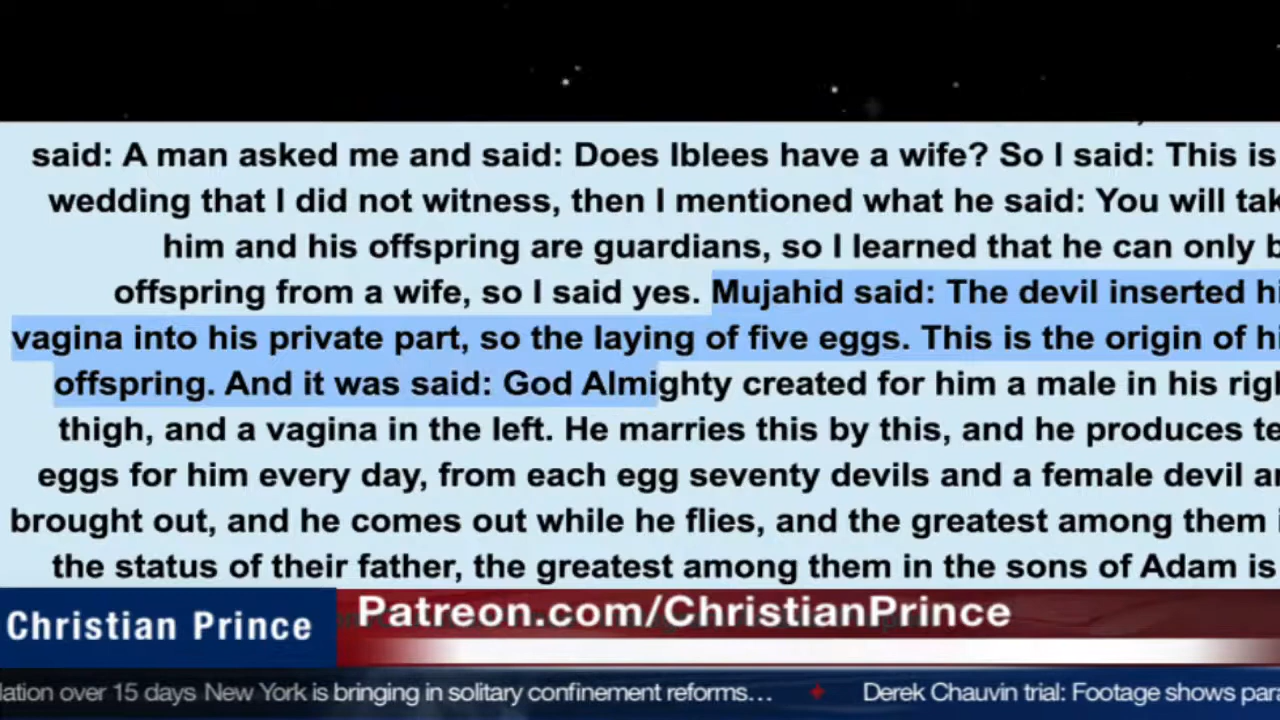 said: A man asked me and said: Does Iblees have a wife? So I said: This is
wedding that I did not witness, then I mentioned what he said: You will tak
him and his offspring are guardians, so I learned that he can only b
offspring from a wife, so I said yes. Mujahid said: The devil inserted hi
vagina into his private part, so the laying of five eggs. This is the origin of hi
offspring. And it was said: God Almighty created for him a male in his righ
thigh, and a vagina in the left. He marries this by this, and he produces te
eggs for him every day, from each egg seventy devils and a female devil ar
brought out, and he comes out while he flies, and the greatest among them i
the status of their father, the greatest among them in the sons of Adam is
Christian Prince
Patreon.com/ChristianPrince
lation over 15 days New York is bringing in solitary confinement reforms… Derek Chauvin trial: Footage shows para